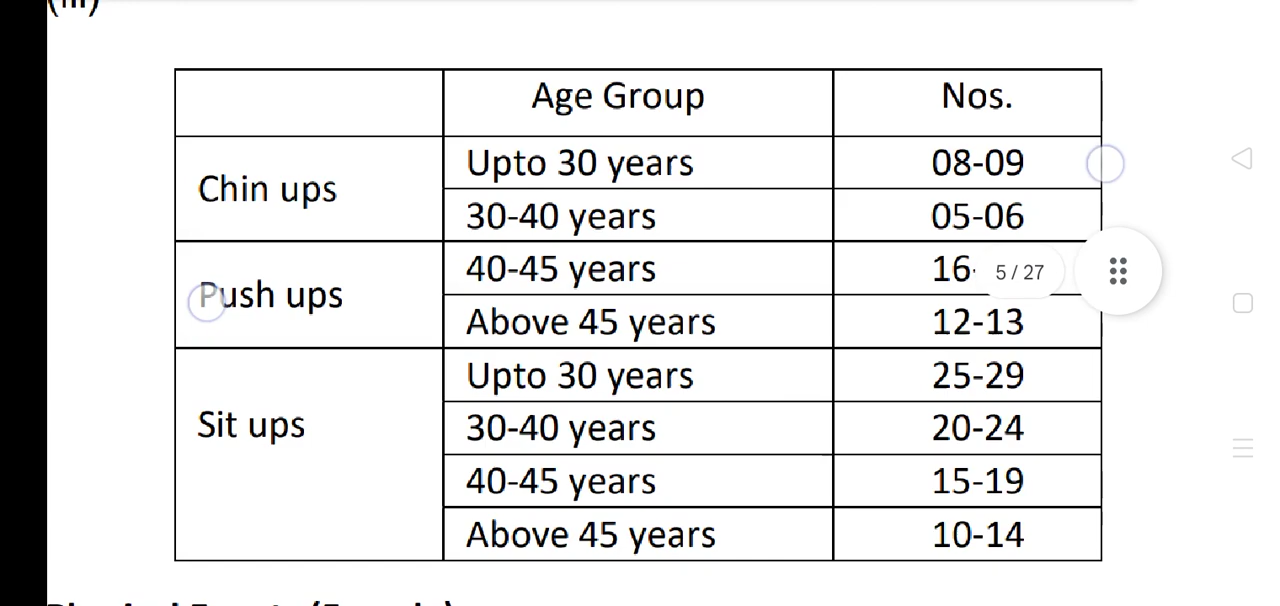 Age Group Nos.
Chin ups Upto 30 years 08-09
30-40 years 05-06
Push ups 40-45 years 16-
5 / 27
Above 45 years 12-13
Sit ups Upto 30 years 25-29
30-40 years 20-24
40-45 years 15-19
Above 45 years 10-14